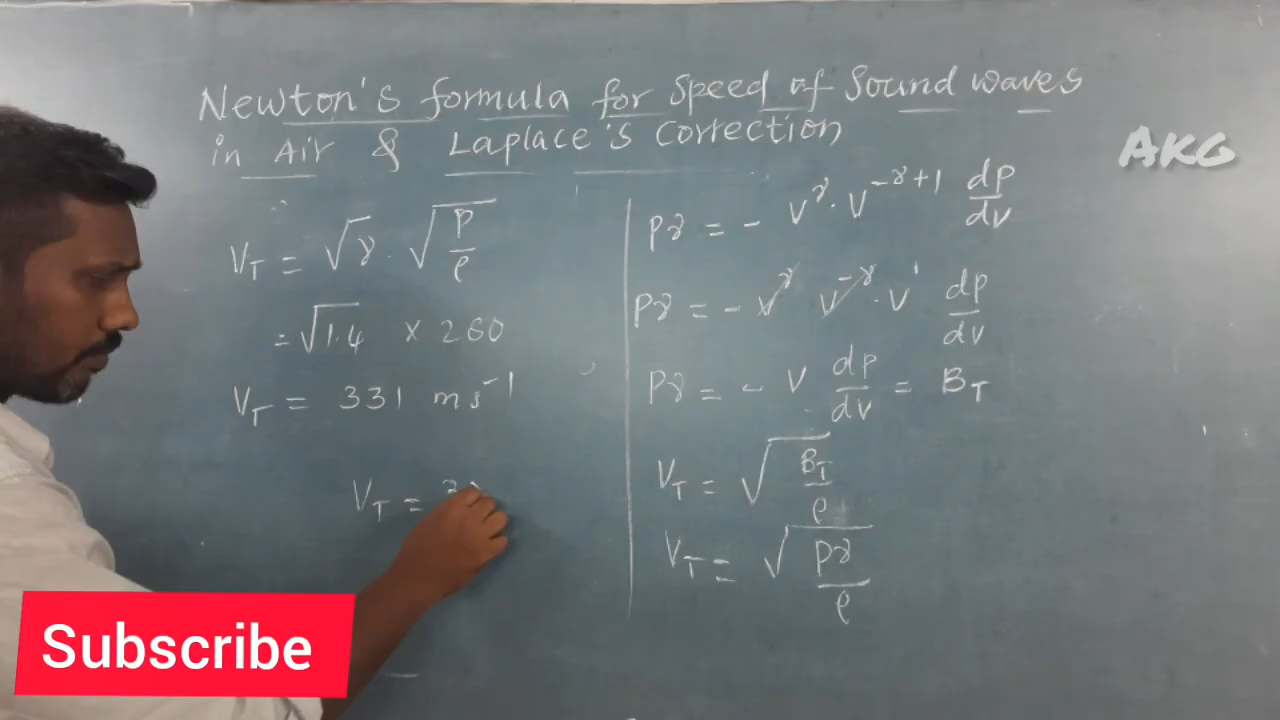 Newton's formula for Speed of Sound waves
in Air & Laplace's Correction
AKG
V_T = √γ . √(P/ρ)
= √1.4 × 280
V_T = 331 ms⁻¹
V_T =
Pγ = - V^γ . V^(-γ+1) dp/dv
Pγ = - V^γ V^-γ . V^1 dp/dv
Pγ = - V dp/dv = B_T
V_T = √(B_T/ρ)
V_T = √(Pγ/ρ)
Subscribe